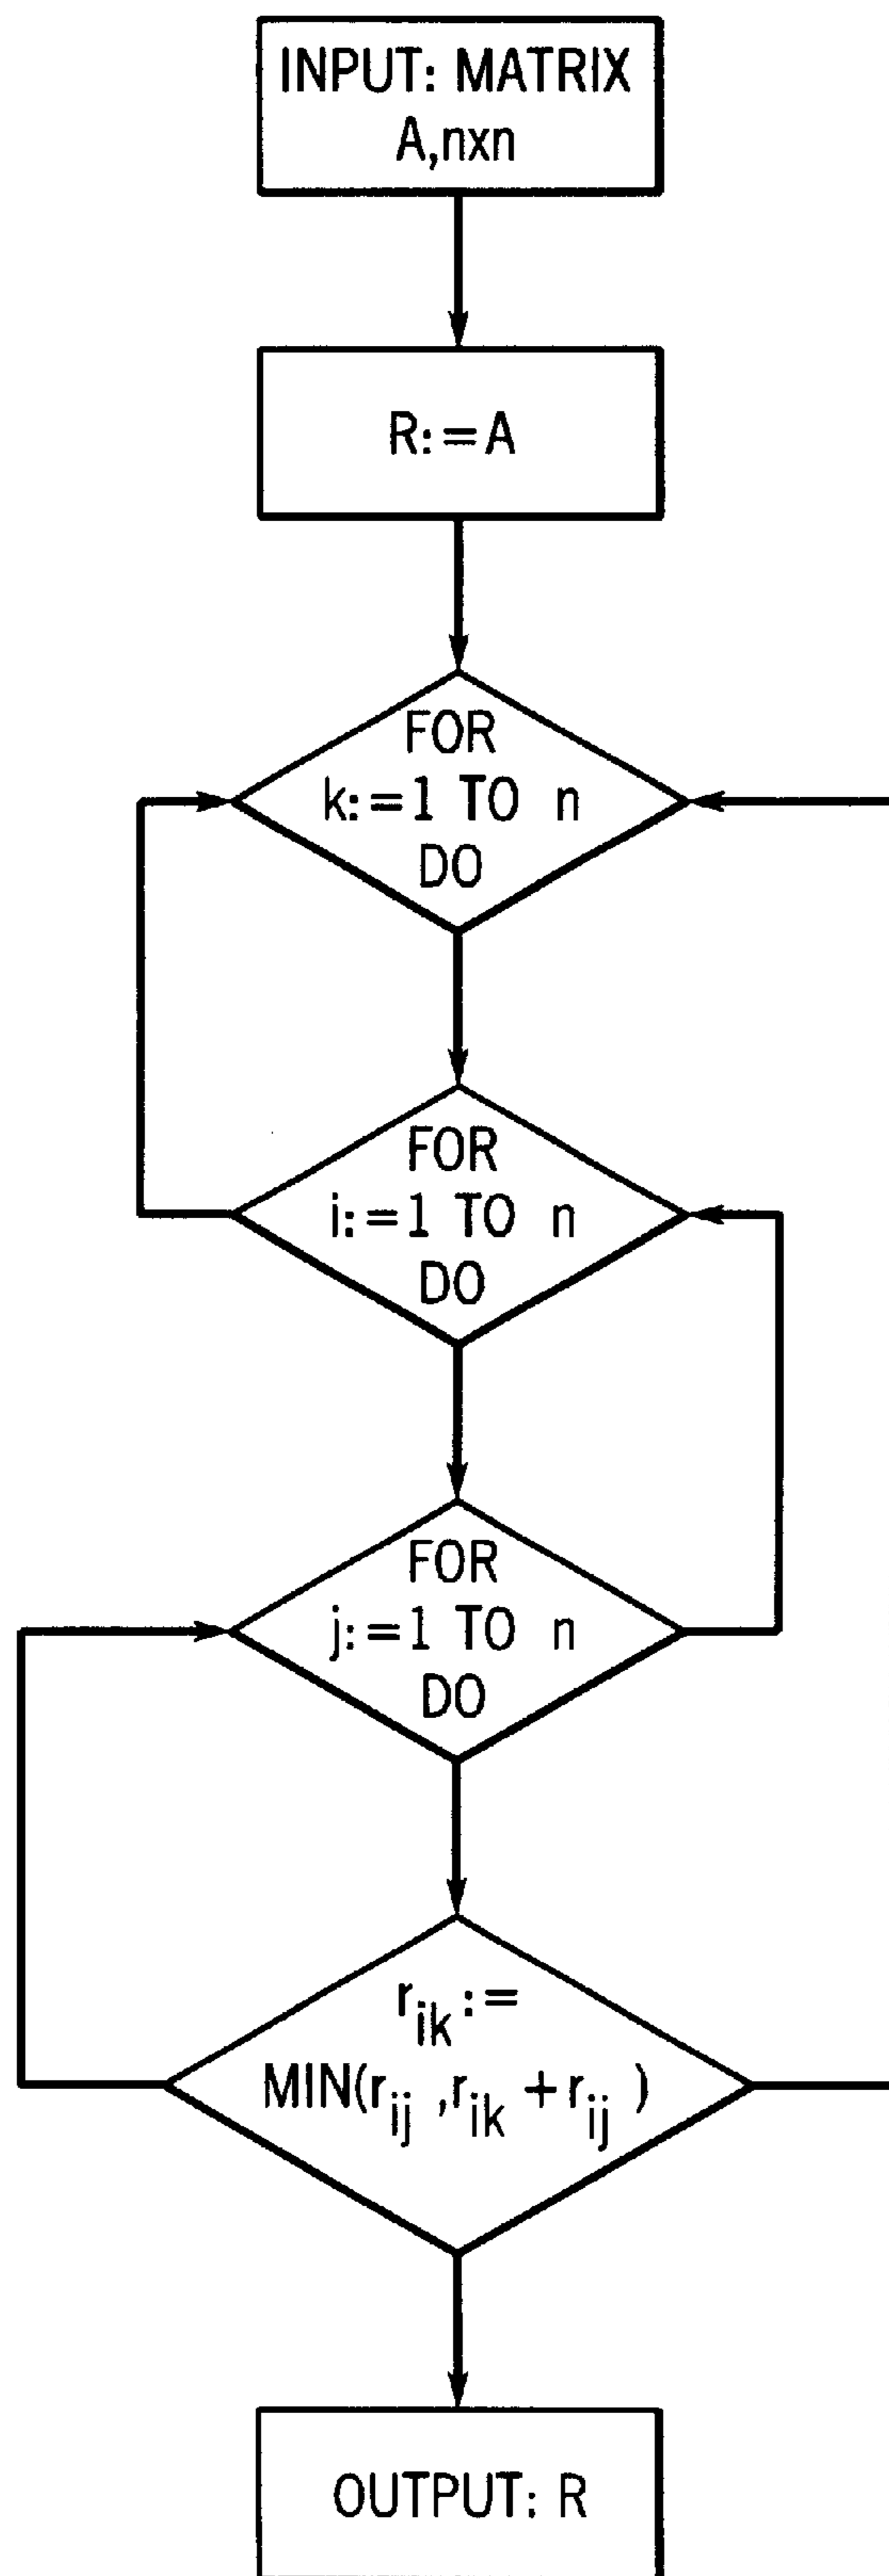 INPUT: MATRIX
A,nxn
R:=A
FOR
k:=1 TO n
DO
FOR
i:=1 TO n
DO
FOR
j:=1 TO n
DO
r_ik :=
MIN(r_ij ,r_ik +r_ij )
OUTPUT: R